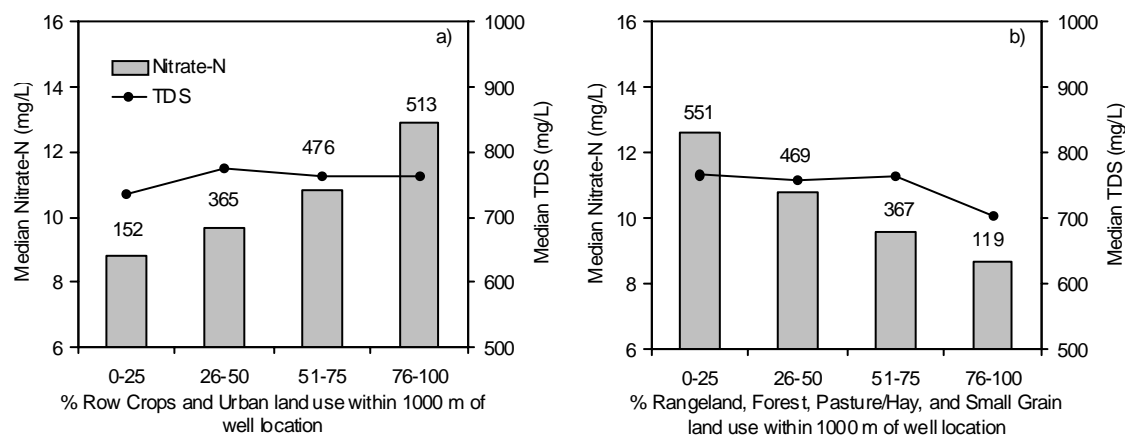 a)
Nitrate-N
TDS
Median Nitrate-N (mg/L)
16
14
12
10
8
6
152
365
476
513
1000
900
800
700
600
500
Median TDS (mg/L)
0-25 26-50 51-75 76-100
% Row Crops and Urban land use within 1000 m of
well location
b)
Median Nitrate-N (mg/L)
16
14
12
10
8
6
551
469
367
119
1000
900
800
700
600
500
Median TDS (mg/L)
0-25 26-50 51-75 76-100
% Rangeland, Forest, Pasture/Hay, and Small Grain
land use within 1000 m of well location